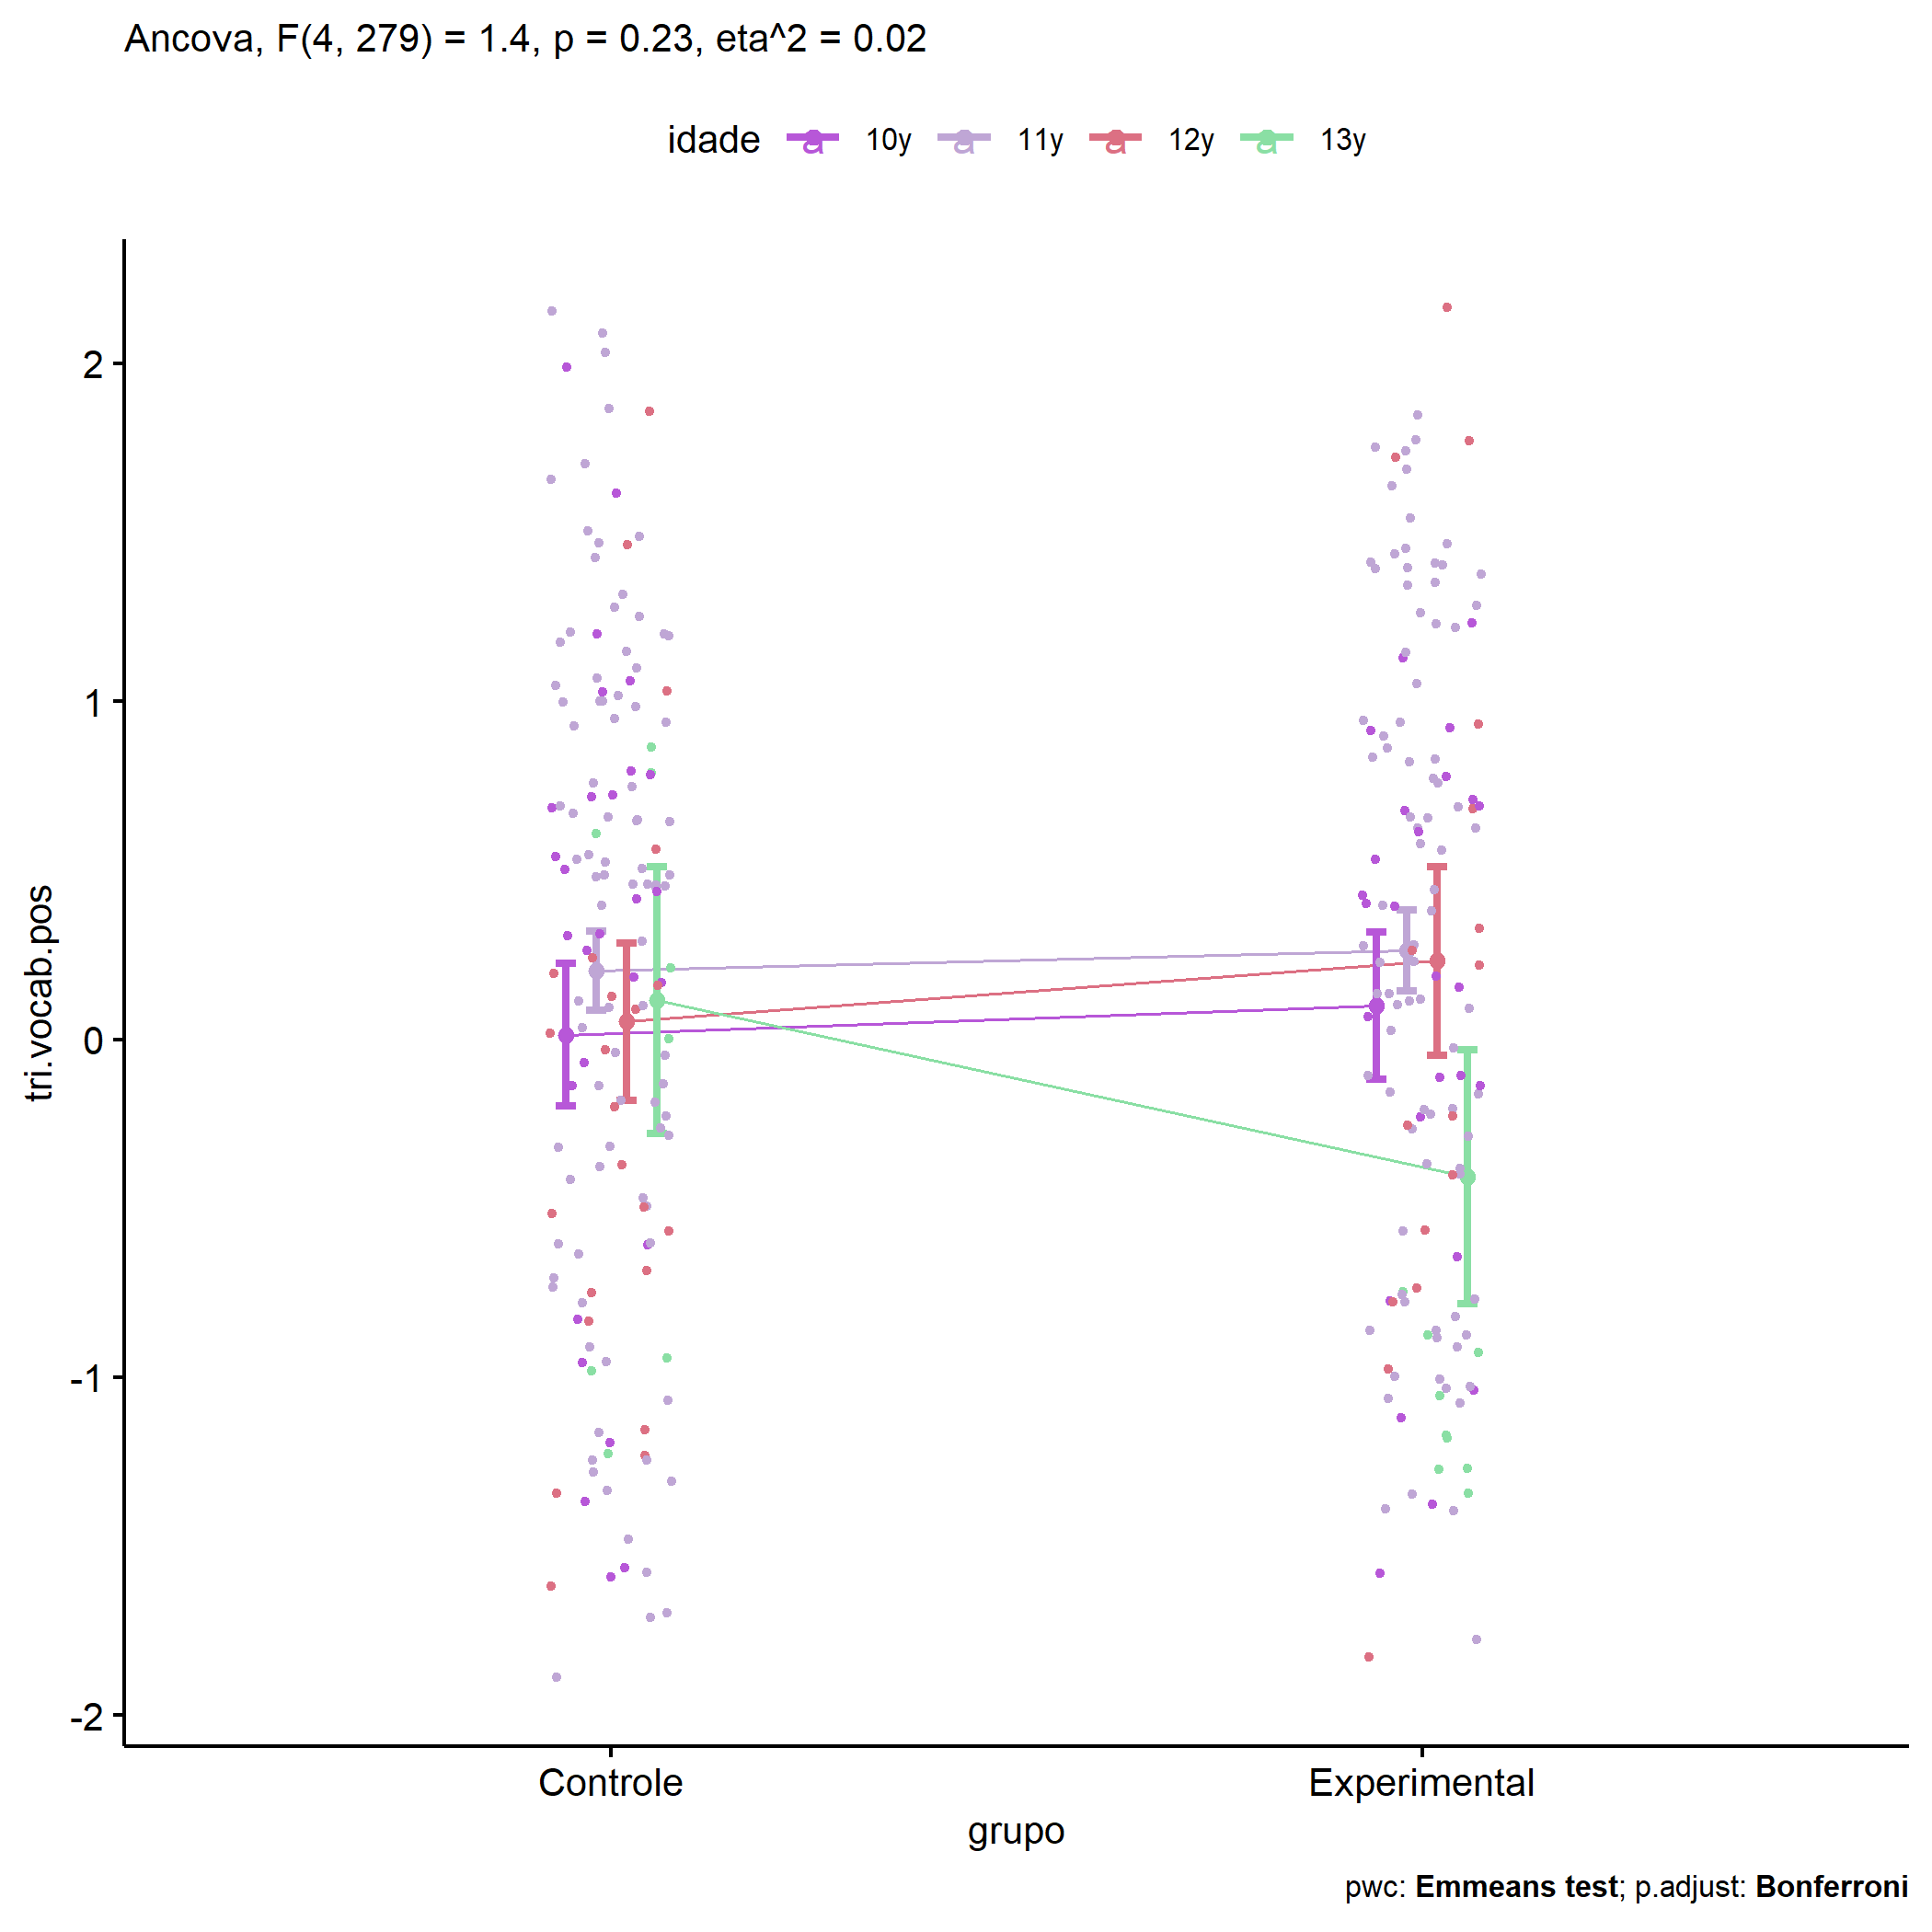 Ancova, F(4, 279) = 1.4, p = 0.23, eta^2 = 0.02
idade a 10y a 11y a 12y a 13y
2
1
0
-1
-2
tri.vocab.pos
Controle Experimental
grupo
pwc: Emmeans test; p.adjust: Bonferroni